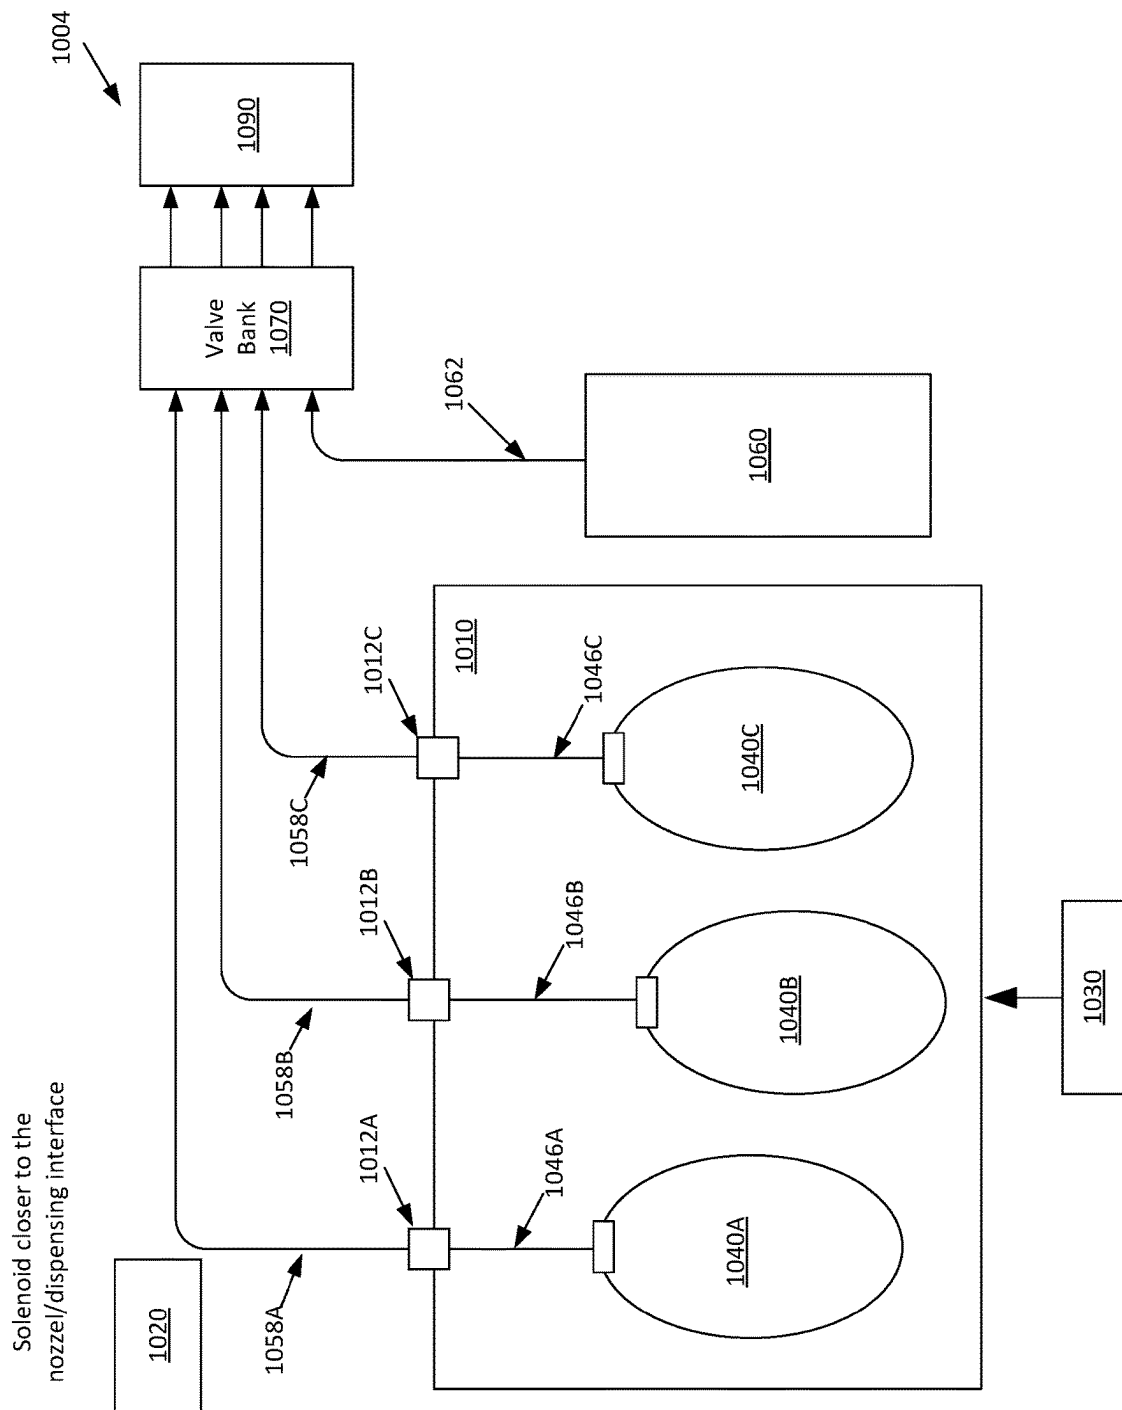 Solenoid closer to the
nozzel/dispensing interface
1020
1058A
1058B
1058C
1012A
1012B
1012C
1046A
1046B
1046C
1010
1040A
1040B
1040C
1030
1060
1062
Valve
Bank
1070
1090
1004